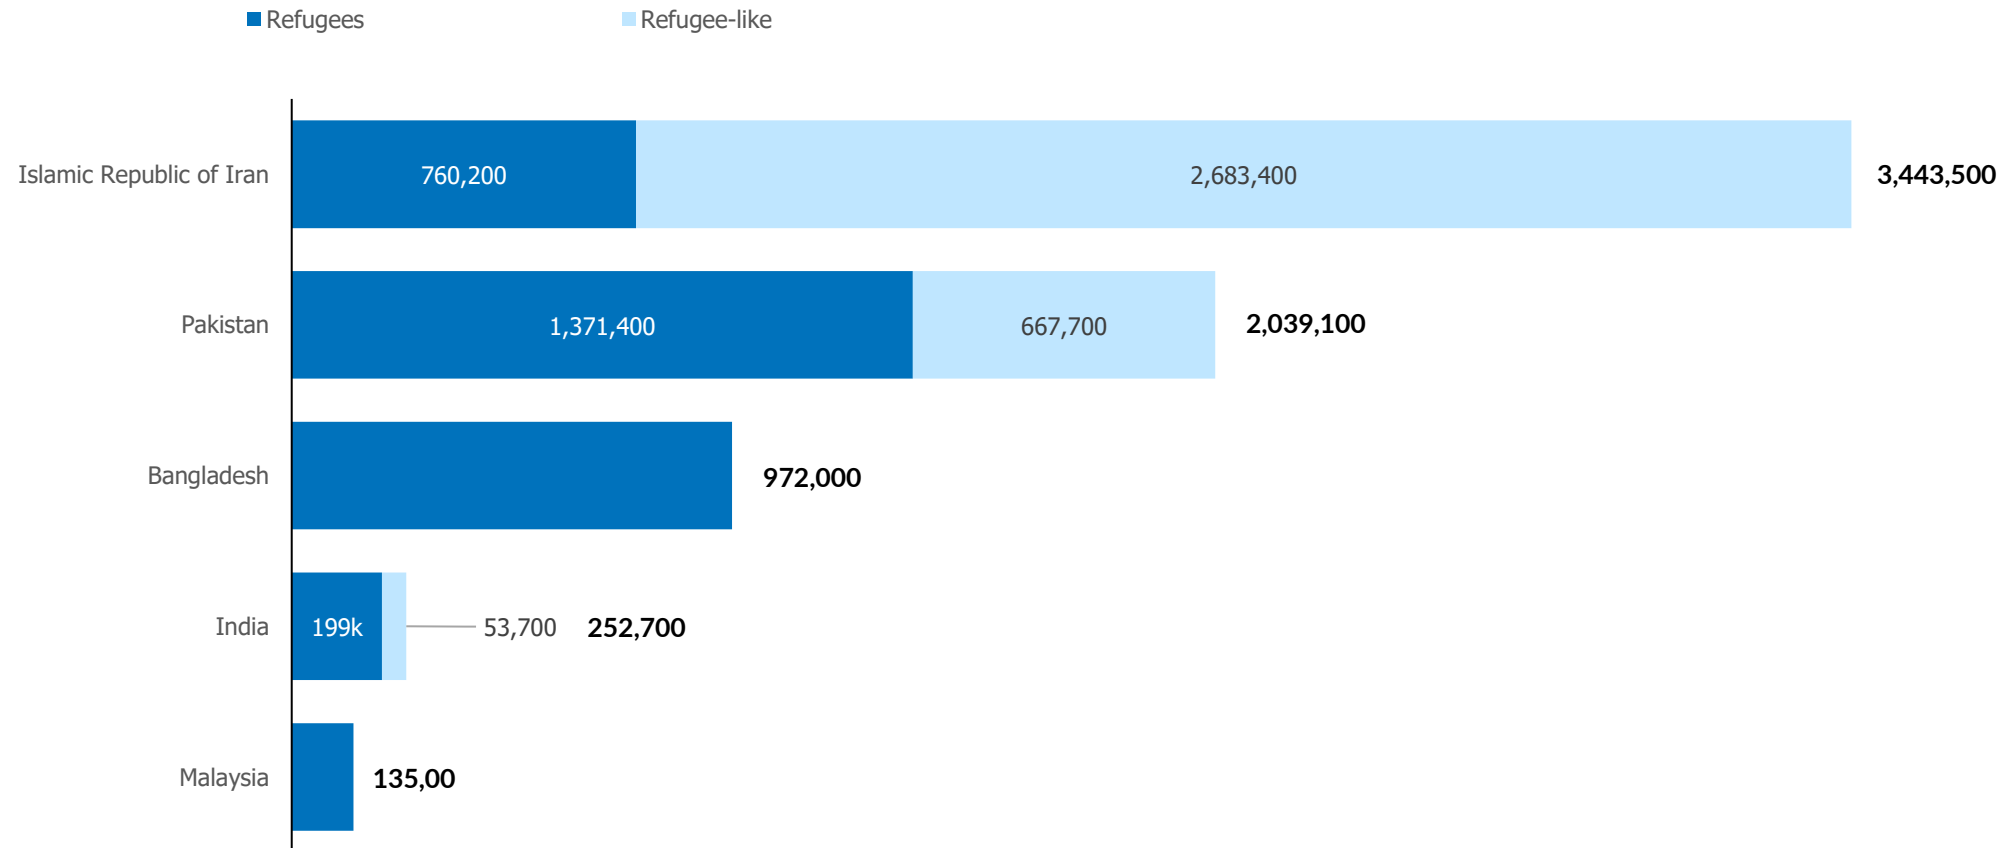 Refugees Refugee-like
Islamic Republic of Iran 760,200 2,683,400 3,443,500
Pakistan 1,371,400 667,700 2,039,100
Bangladesh 972,000
India 199k 53,700 252,700
Malaysia 135,00